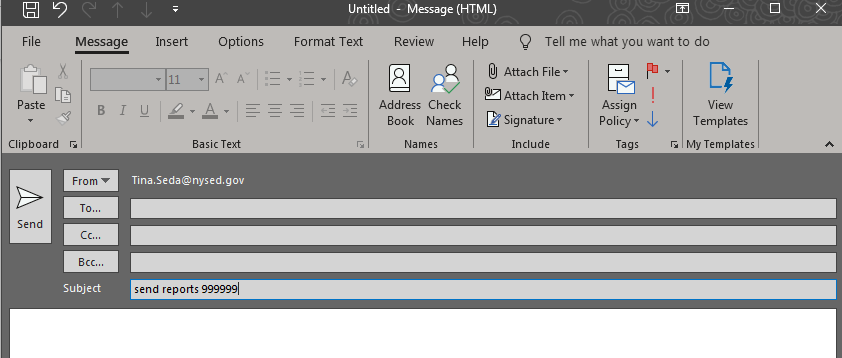 Untitled - Message (HTML)
File Message Insert Options Format Text Review Help Tell me what you want to do
Paste
11
B I U A A
Address Book
Check Names
Attach File
Attach Item
Signature
Assign Policy
View Templates
Clipboard Basic Text Names Include Tags My Templates
Send
From Tina.Seda@nysed.gov
To...
Cc...
Bcc...
Subject send reports 999999